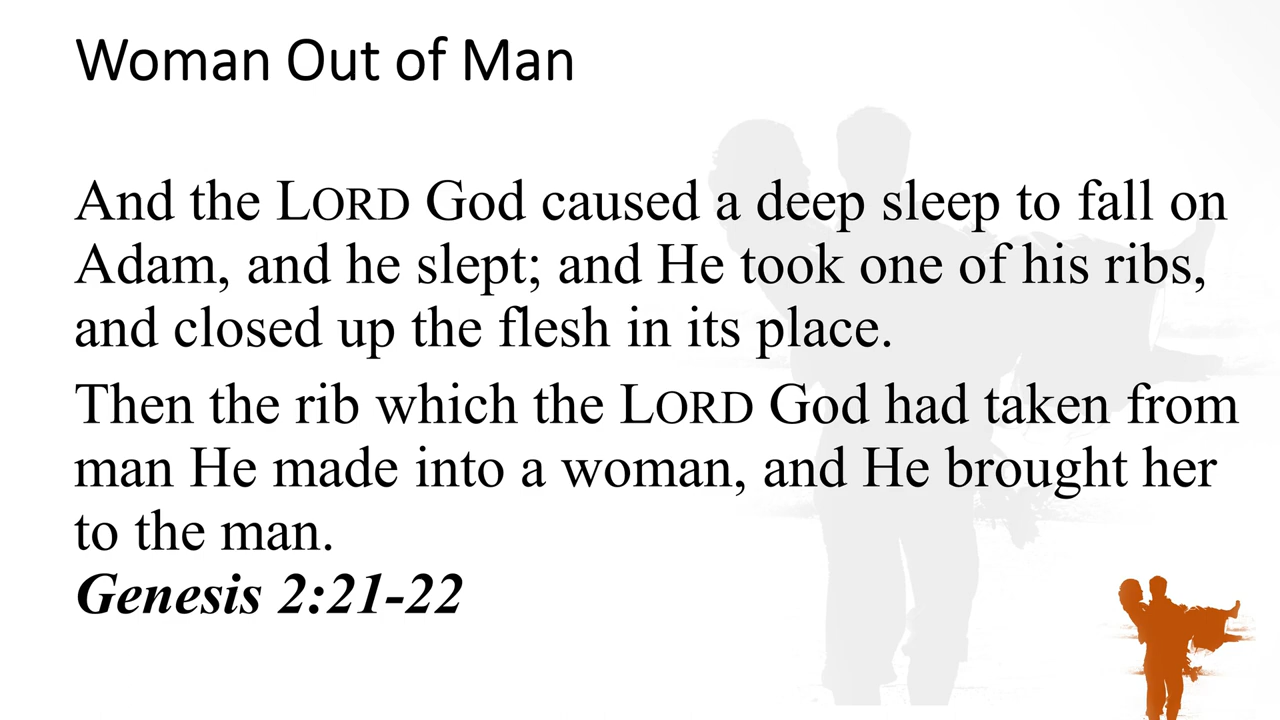 Woman Out of Man
And the LORD God caused a deep sleep to fall on
Adam, and he slept; and He took one of his ribs,
and closed up the flesh in its place.
Then the rib which the LORD God had taken from
man He made into a woman, and He brought her
to the man.
Genesis 2:21-22